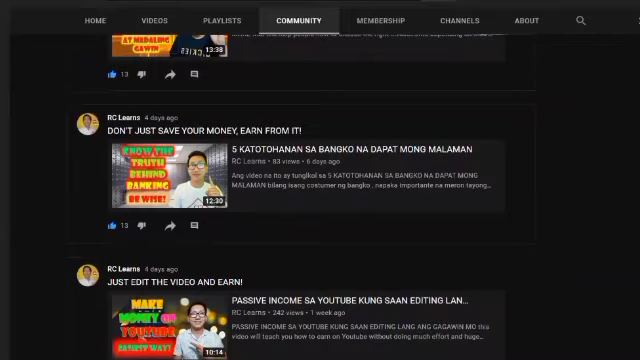 HOME VIDEOS PLAYLISTS COMMUNITY MEMBERSHIP CHANNELS ABOUT
AT MADALING
GAWIN
13:38
13
RC Learns 4 days ago
DON'T JUST SAVE YOUR MONEY, EARN FROM IT!
KNOW THE
TRUTH
BEHIND
BANKING
BE WISE!
12:30
5 KATOTOHANAN SA BANGKO NA DAPAT MONG MALAMAN
RC Learns • 83 views • 6 days ago
Ang video na ito ay tungkol sa 5 KATOTOHANAN SA BANGKO NA DAPAT MONG
MALAMAN bilang isang costumer ng bangko , napaka importante na meron tayong...
13
RC Learns 4 days ago
JUST EDIT THE VIDEO AND EARN!
MAKE
MONEY ON
YOUTUBE
EASIEST WAY!
10:14
PASSIVE INCOME SA YOUTUBE KUNG SAAN EDITING LAN...
RC Learns • 242 views • 1 week ago
PASSIVE INCOME SA YOUTUBE KUNG SAAN EDITING LANG ANG GAGAWIN MO this
video will teach you how to earn on Youtube without doing much effort and huge...